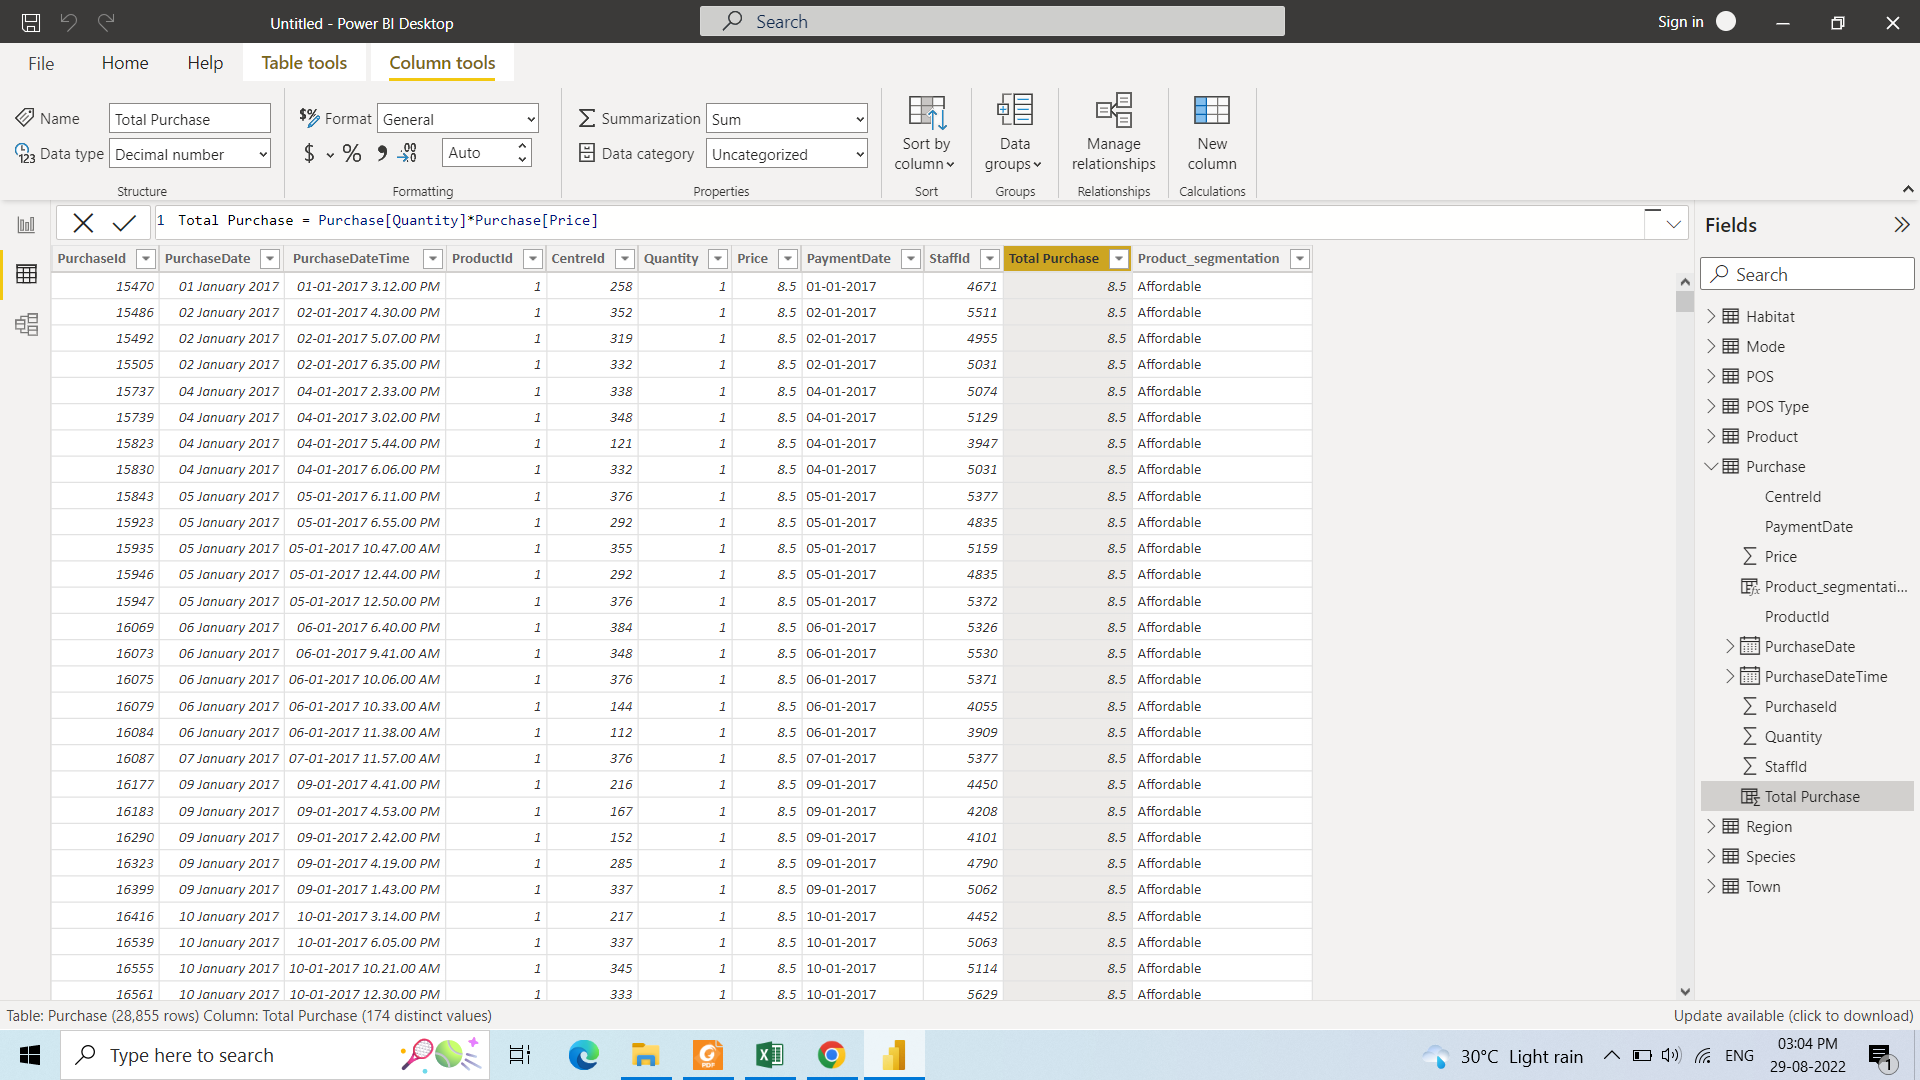 Untitled - Power BI Desktop
Search
Sign in
File Home Help Table tools Column tools
Name Total Purchase
Data type Decimal number
Structure
$% Format General
$ % , .00 Auto
Formatting
Summarization Sum
Data category Uncategorized
Properties
Sort by column
Sort
Data groups
Groups
Manage relationships
Relationships
New column
Calculations
1 Total Purchase = Purchase[Quantity]*Purchase[Price]
PurchaseId PurchaseDate PurchaseDateTime ProductId CentreId Quantity Price PaymentDate StaffId Total Purchase Product_segmentation
15470 01 January 2017 01-01-2017 3.12.00 PM 1 258 1 8.5 01-01-2017 4671 8.5 Affordable
15486 02 January 2017 02-01-2017 4.30.00 PM 1 352 1 8.5 02-01-2017 5511 8.5 Affordable
15492 02 January 2017 02-01-2017 5.07.00 PM 1 319 1 8.5 02-01-2017 4955 8.5 Affordable
15505 02 January 2017 02-01-2017 6.35.00 PM 1 332 1 8.5 02-01-2017 5031 8.5 Affordable
15737 04 January 2017 04-01-2017 2.33.00 PM 1 338 1 8.5 04-01-2017 5074 8.5 Affordable
15739 04 January 2017 04-01-2017 3.02.00 PM 1 348 1 8.5 04-01-2017 5129 8.5 Affordable
15823 04 January 2017 04-01-2017 5.44.00 PM 1 121 1 8.5 04-01-2017 3947 8.5 Affordable
15830 04 January 2017 04-01-2017 6.06.00 PM 1 332 1 8.5 04-01-2017 5031 8.5 Affordable
15843 05 January 2017 05-01-2017 6.11.00 PM 1 376 1 8.5 05-01-2017 5377 8.5 Affordable
15923 05 January 2017 05-01-2017 6.55.00 PM 1 292 1 8.5 05-01-2017 4835 8.5 Affordable
15935 05 January 2017 05-01-2017 10.47.00 AM 1 355 1 8.5 05-01-2017 5159 8.5 Affordable
15946 05 January 2017 05-01-2017 12.44.00 PM 1 292 1 8.5 05-01-2017 4835 8.5 Affordable
15947 05 January 2017 05-01-2017 12.50.00 PM 1 376 1 8.5 05-01-2017 5372 8.5 Affordable
16069 06 January 2017 06-01-2017 6.40.00 PM 1 384 1 8.5 06-01-2017 5326 8.5 Affordable
16073 06 January 2017 06-01-2017 9.41.00 AM 1 348 1 8.5 06-01-2017 5530 8.5 Affordable
16075 06 January 2017 06-01-2017 10.06.00 AM 1 376 1 8.5 06-01-2017 5371 8.5 Affordable
16079 06 January 2017 06-01-2017 10.33.00 AM 1 144 1 8.5 06-01-2017 4055 8.5 Affordable
16084 06 January 2017 06-01-2017 11.38.00 AM 1 112 1 8.5 06-01-2017 3909 8.5 Affordable
16087 07 January 2017 07-01-2017 11.57.00 AM 1 376 1 8.5 07-01-2017 5377 8.5 Affordable
16177 09 January 2017 09-01-2017 4.41.00 PM 1 216 1 8.5 09-01-2017 4450 8.5 Affordable
16183 09 January 2017 09-01-2017 4.53.00 PM 1 167 1 8.5 09-01-2017 4208 8.5 Affordable
16290 09 January 2017 09-01-2017 2.42.00 PM 1 152 1 8.5 09-01-2017 4101 8.5 Affordable
16323 09 January 2017 09-01-2017 4.19.00 PM 1 285 1 8.5 09-01-2017 4790 8.5 Affordable
16399 09 January 2017 09-01-2017 1.43.00 PM 1 337 1 8.5 09-01-2017 5062 8.5 Affordable
16416 10 January 2017 10-01-2017 3.14.00 PM 1 217 1 8.5 10-01-2017 4452 8.5 Affordable
16539 10 January 2017 10-01-2017 6.05.00 PM 1 337 1 8.5 10-01-2017 5063 8.5 Affordable
16555 10 January 2017 10-01-2017 10.21.00 AM 1 345 1 8.5 10-01-2017 5114 8.5 Affordable
16561 10 January 2017 10-01-2017 12.30.00 PM 1 333 1 8.5 10-01-2017 5629 8.5 Affordable
Fields
Search
Habitat
Mode
POS
POS Type
Product
Purchase
CentreId
PaymentDate
Price
Product_segmentati...
ProductId
PurchaseDate
PurchaseDateTime
PurchaseId
Quantity
StaffId
Total Purchase
Region
Species
Town
Table: Purchase (28,855 rows) Column: Total Purchase (174 distinct values)
Update available (click to download)
Type here to search
30°C Light rain
ENG
03:04 PM
29-08-2022
1